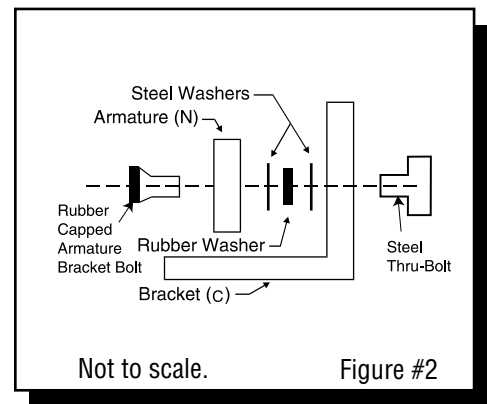 Steel Washers
Armature (N)
Rubber
Capped
Armature
Bracket Bolt
Rubber Washer
Steel
Thru-Bolt
Bracket (C)
Not to scale.
Figure #2